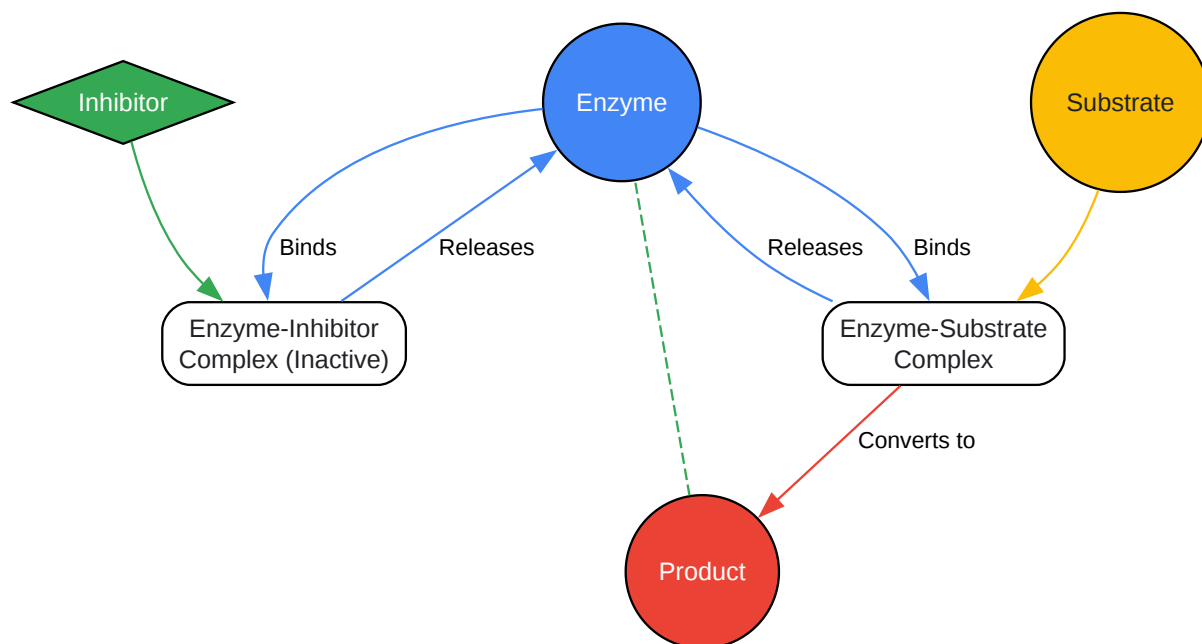 Inhibitor
Enzyme
Substrate
Binds
Releases
Releases
Binds
Enzyme-Inhibitor
Complex (Inactive)
Enzyme-Substrate
Complex
Converts to
Product